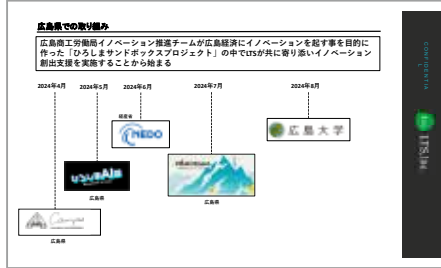 広島県での取り組み
広島商工労働局イノベーション推進チームが広島経済にイノベーションを起す事を目的に
作った「ひろしまサンドボックスプロジェクト」の中でLTSが共に寄り添いイノベーション
創出支援を実施することから始まる
2024年4月
2024年5月
2024年6月
2024年7月
2024年8月
経産省
NEDO
広島大学
ひろしまAI
広島県
広島県
Campus
広島県
CONFIDENTIA
L
LTS,Inc.